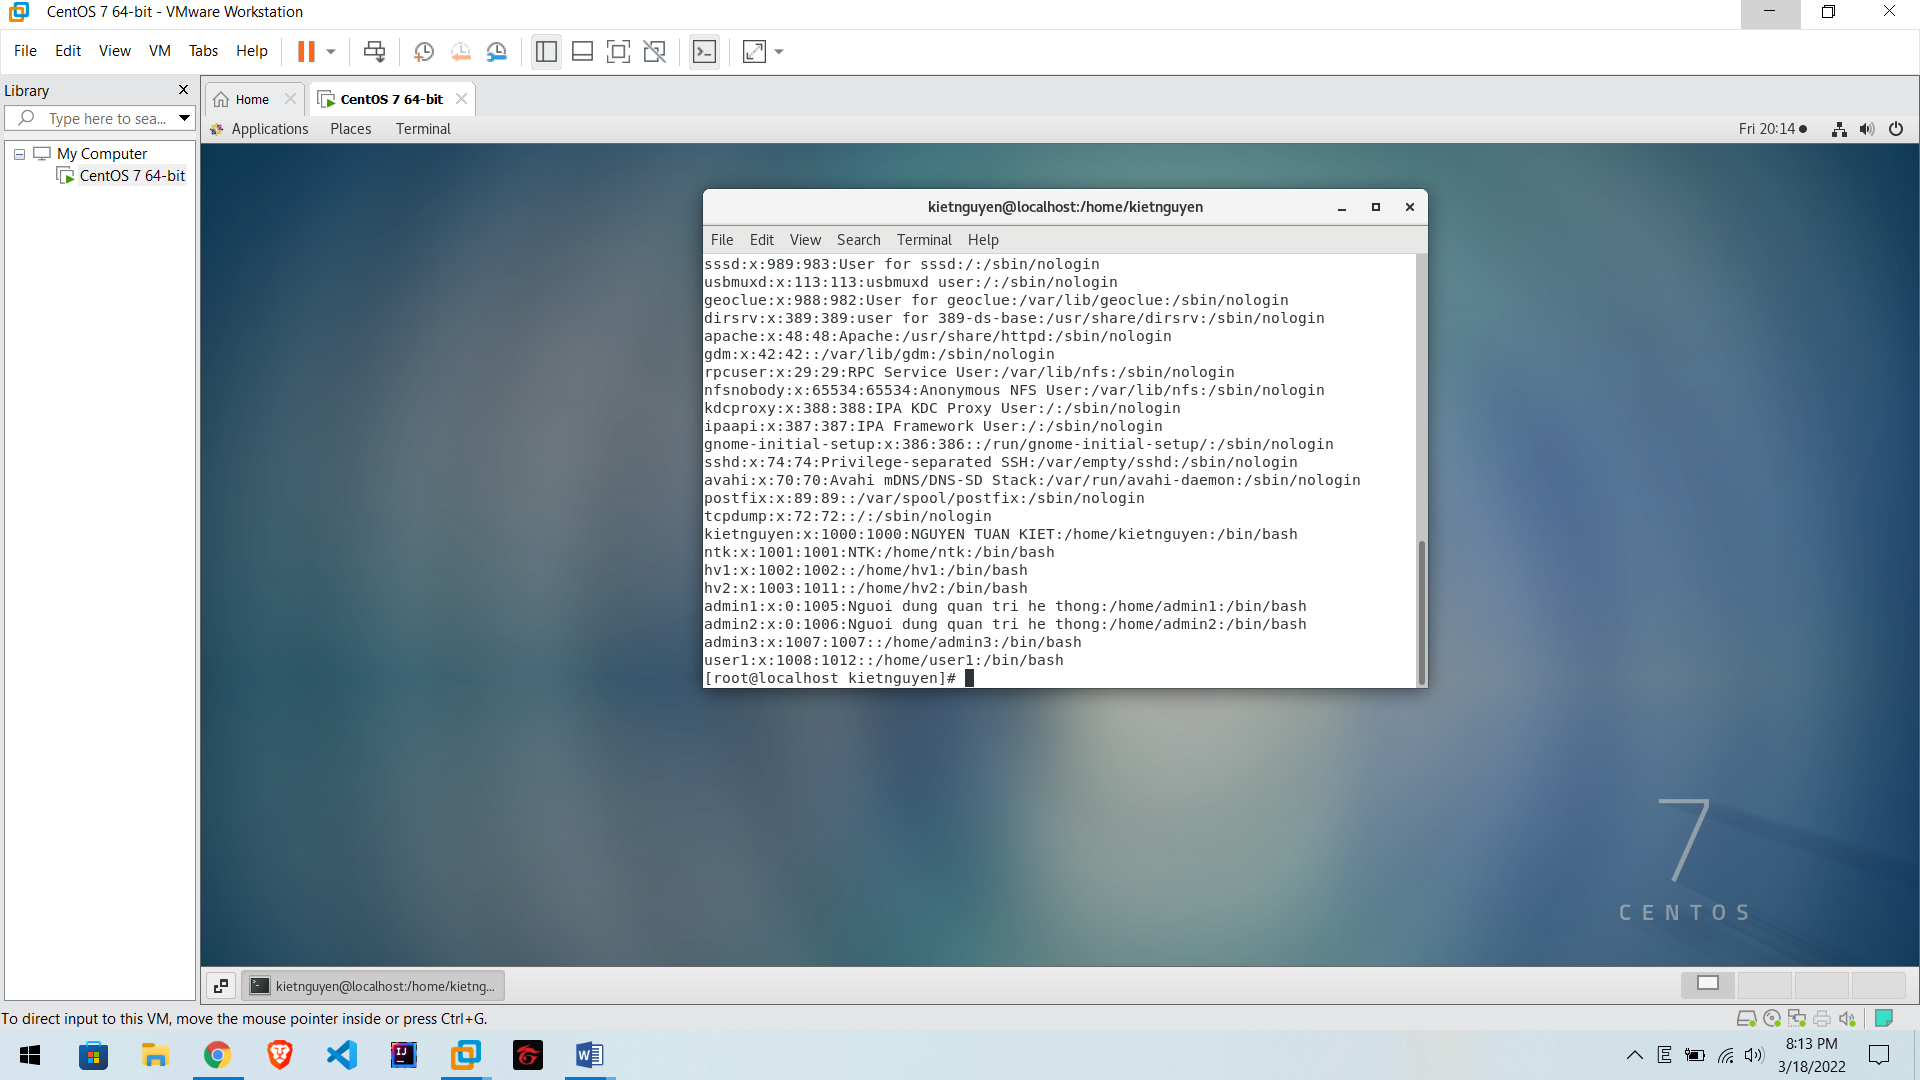 CentOS 7 64-bit - VMware Workstation
File Edit View VM Tabs Help
Library
Type here to sea...
My Computer
CentOS 7 64-bit
Home
CentOS 7 64-bit
Applications Places Terminal
Fri 20:14
kietnguyen@localhost:/home/kietnguyen
File Edit View Search Terminal Help
sssd:x:989:983:User for sssd:/:/sbin/nologin
usbmuxd:x:113:113:usbmuxd user:/:/sbin/nologin
geoclue:x:988:982:User for geoclue:/var/lib/geoclue:/sbin/nologin
dirsrv:x:389:389:user for 389-ds-base:/usr/share/dirsrv:/sbin/nologin
apache:x:48:48:Apache:/usr/share/httpd:/sbin/nologin
gdm:x:42:42::/var/lib/gdm:/sbin/nologin
rpcuser:x:29:29:RPC Service User:/var/lib/nfs:/sbin/nologin
nfsnobody:x:65534:65534:Anonymous NFS User:/var/lib/nfs:/sbin/nologin
kdcproxy:x:388:388:IPA KDC Proxy User:/:/sbin/nologin
ipaapi:x:387:387:IPA Framework User:/:/sbin/nologin
gnome-initial-setup:x:386:386::/run/gnome-initial-setup/:/sbin/nologin
sshd:x:74:74:Privilege-separated SSH:/var/empty/sshd:/sbin/nologin
avahi:x:70:70:Avahi mDNS/DNS-SD Stack:/var/run/avahi-daemon:/sbin/nologin
postfix:x:89:89::/var/spool/postfix:/sbin/nologin
tcpdump:x:72:72::/:/sbin/nologin
kietnguyen:x:1000:1000:NGUYEN TUAN KIET:/home/kietnguyen:/bin/bash
ntk:x:1001:1001:NTK:/home/ntk:/bin/bash
hv1:x:1002:1002::/home/hv1:/bin/bash
hv2:x:1003:1011::/home/hv2:/bin/bash
admin1:x:0:1005:Nguoi dung quan tri he thong:/home/admin1:/bin/bash
admin2:x:0:1006:Nguoi dung quan tri he thong:/home/admin2:/bin/bash
admin3:x:1007:1007::/home/admin3:/bin/bash
user1:x:1008:1012::/home/user1:/bin/bash
[root@localhost kietnguyen]#
7
CENTOS
kietnguyen@localhost:/home/kietng...
To direct input to this VM, move the mouse pointer inside or press Ctrl+G.
IJ
W
E
8:13 PM
3/18/2022